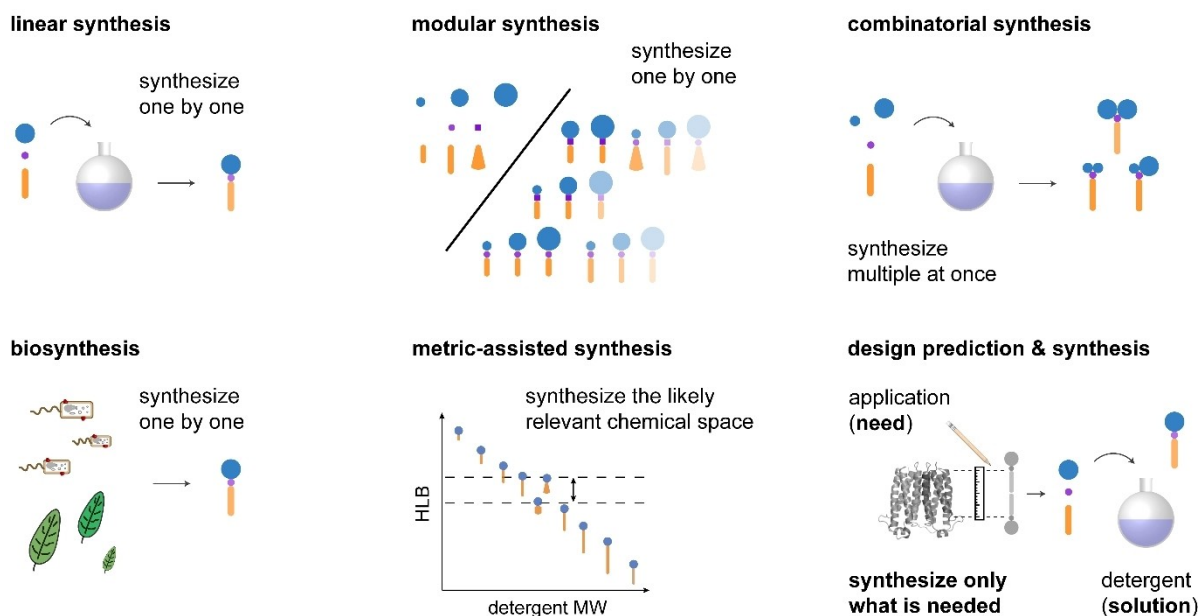 linear synthesis
synthesize
one by one
modular synthesis
synthesize
one by one
combinatorial synthesis
synthesize
multiple at once
biosynthesis
synthesize
one by one
metric-assisted synthesis
synthesize the likely
relevant chemical space
HLB
detergent MW
design prediction & synthesis
application
(need)
synthesize only
what is needed
detergent
(solution)